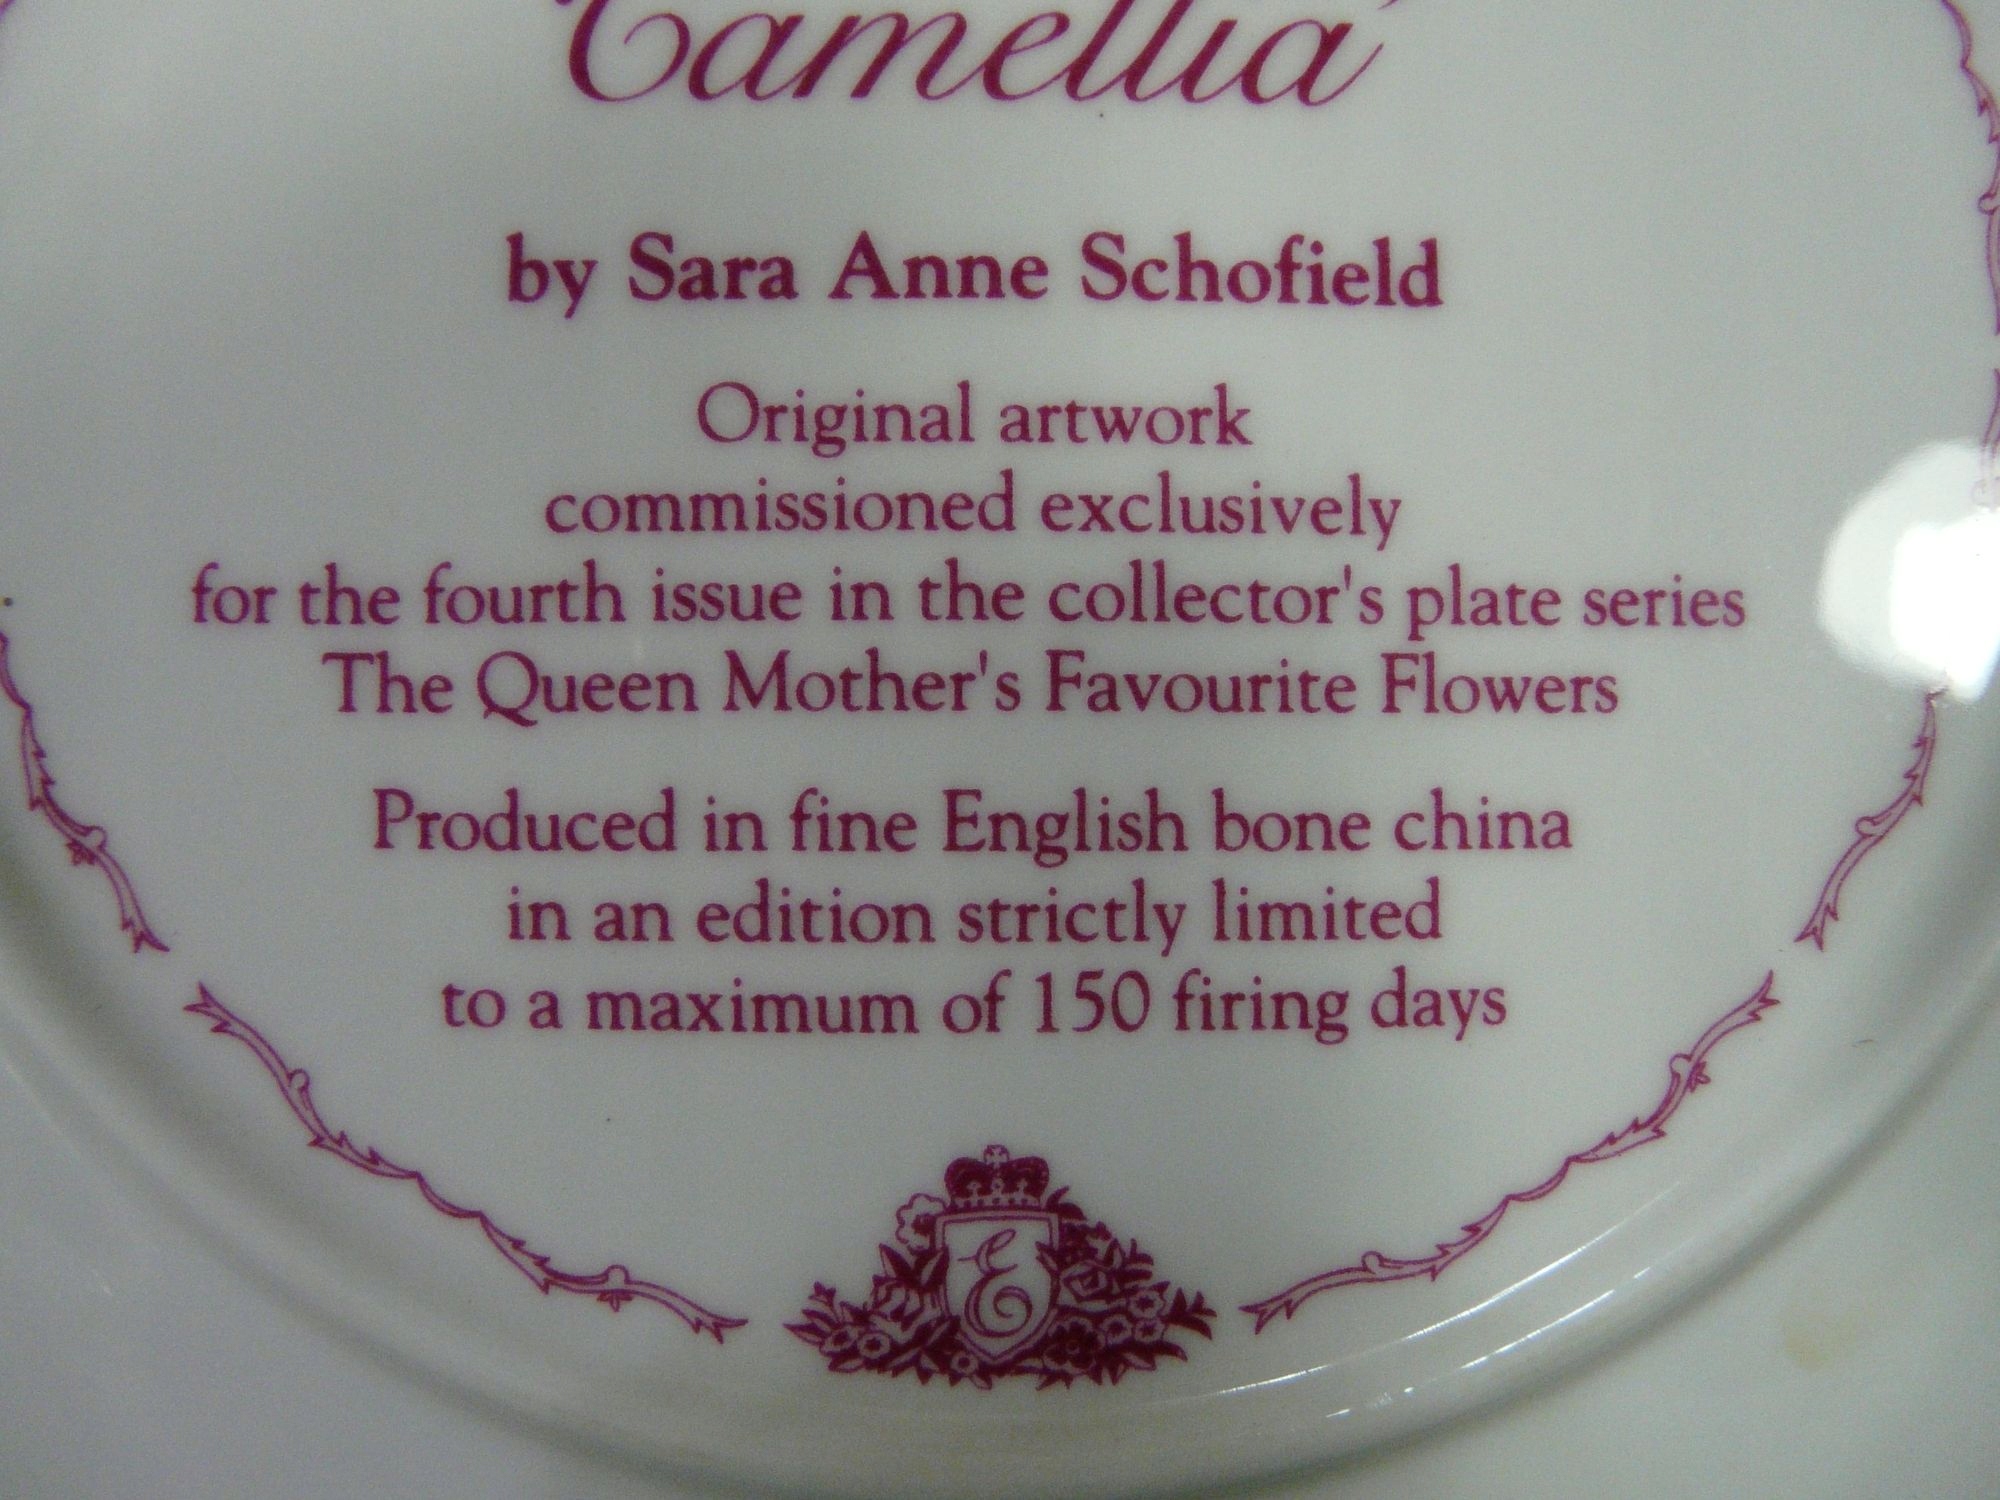 Camellia'
by Sara Anne Schofield
Original artwork
commissioned exclusively
for the fourth issue in the collector's plate series
The Queen Mother's Favourite Flowers
Produced in fine English bone china
in an edition strictly limited
to a maximum of 150 firing days
E